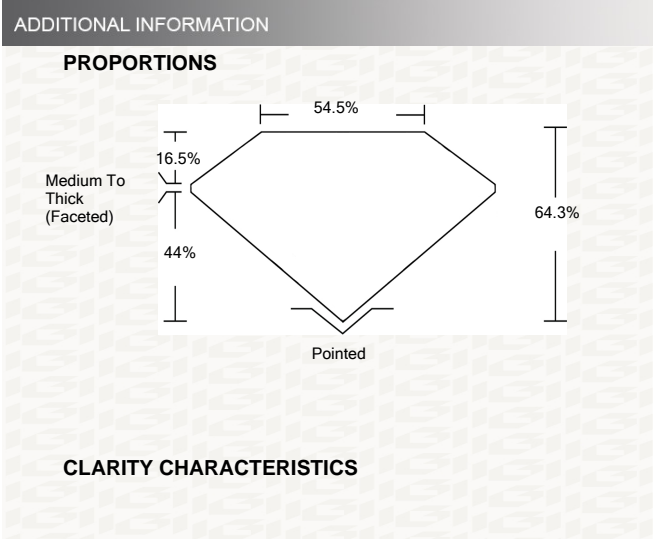 ADDITIONAL INFORMATION
PROPORTIONS
54.5%
16.5%
Medium To
Thick
(Faceted)
64.3%
44%
Pointed
CLARITY CHARACTERISTICS